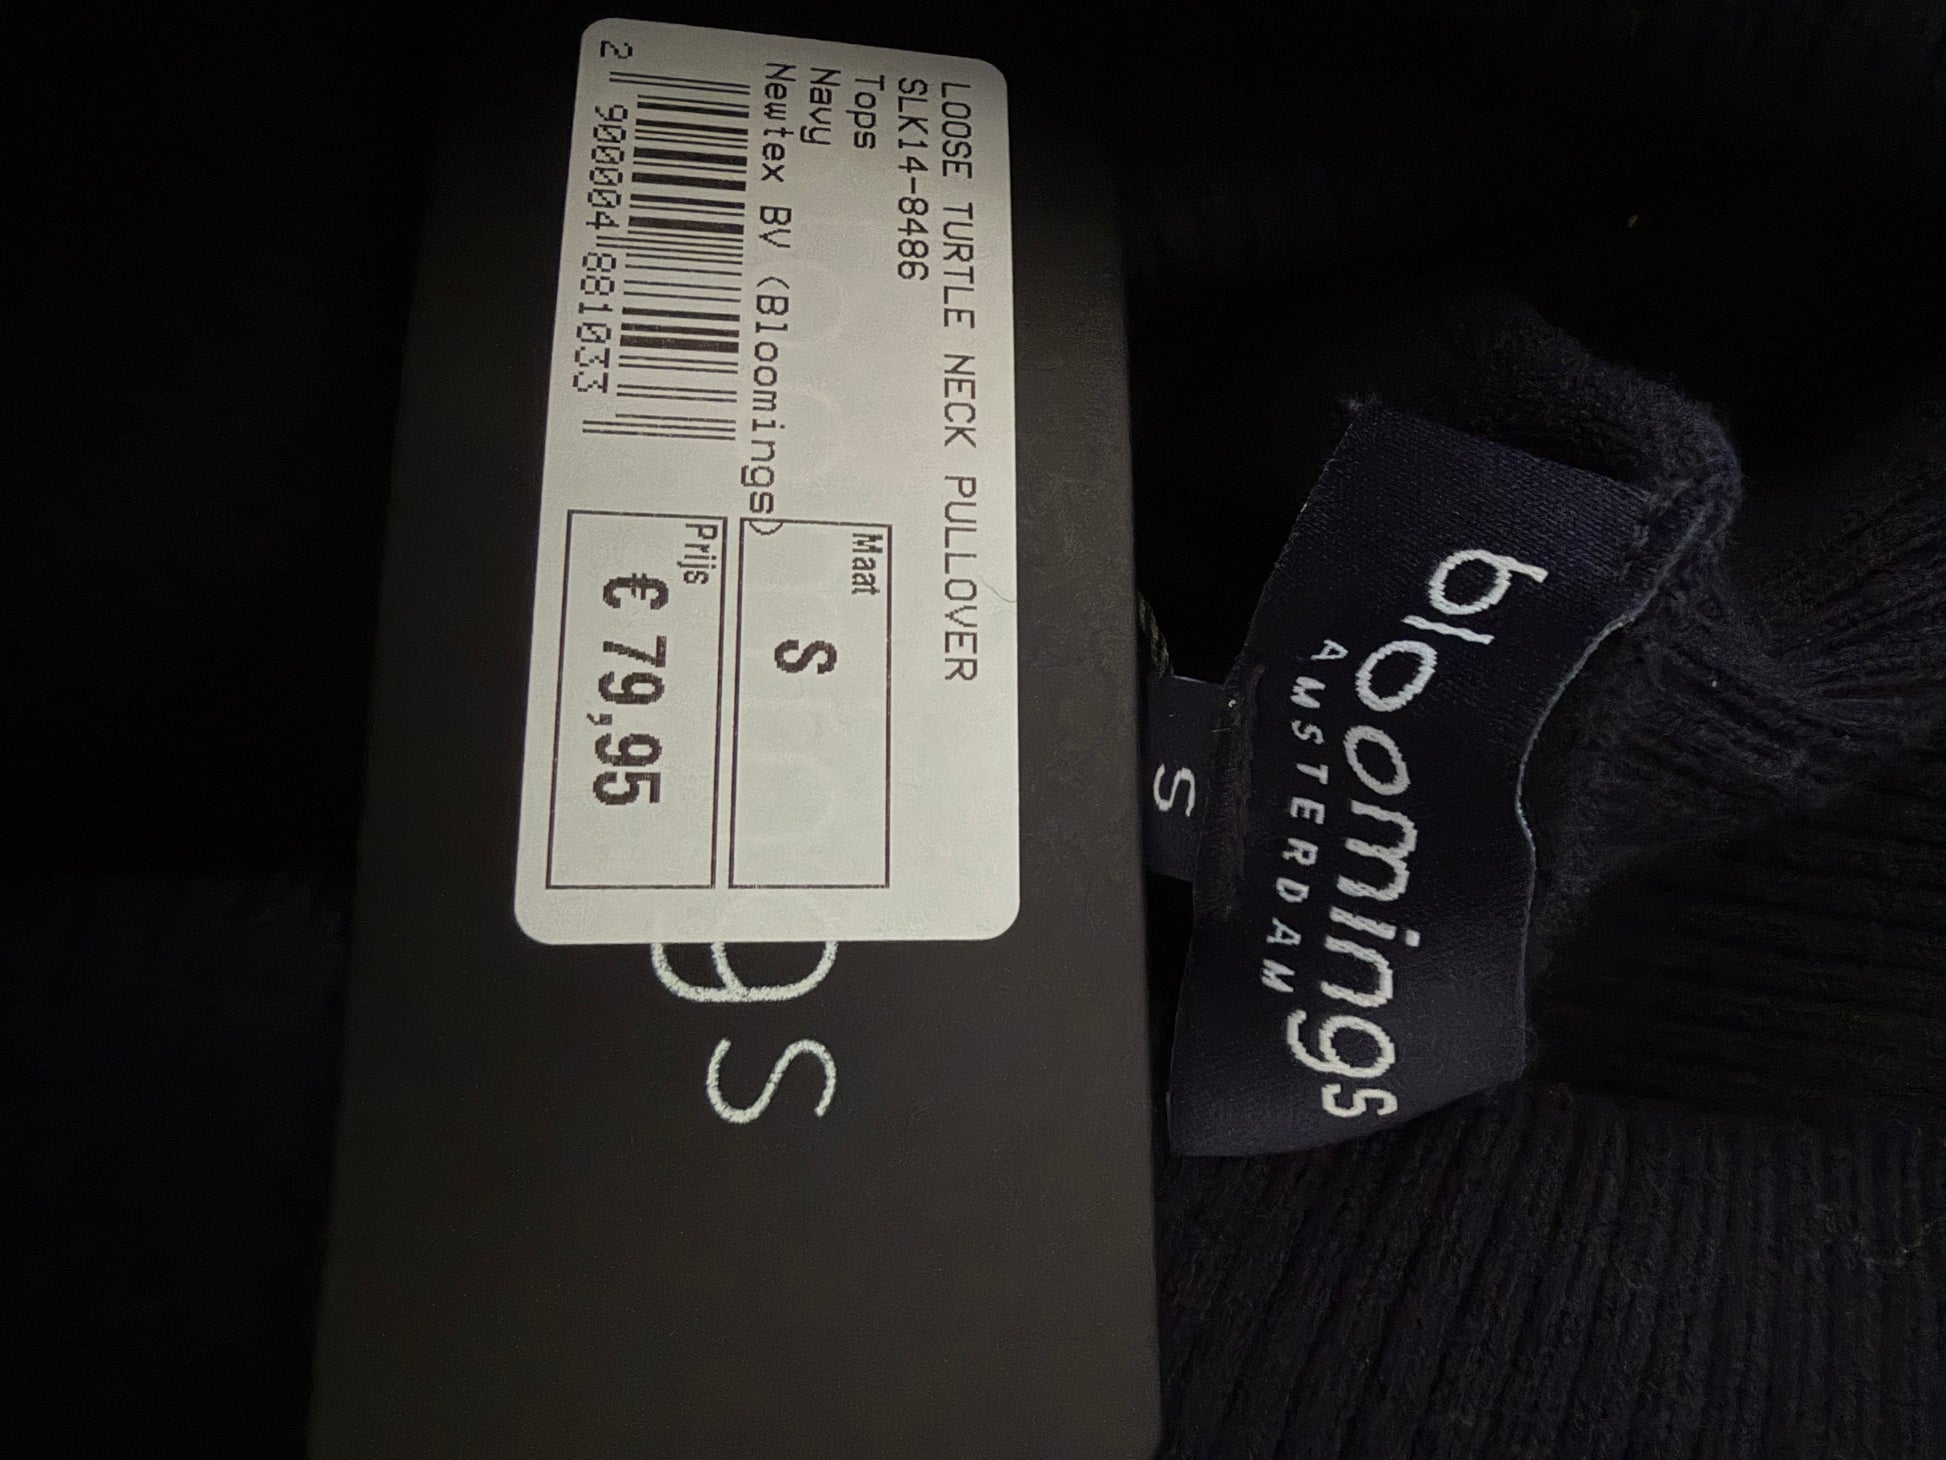 LOOSE TURTLE NECK PULLOVER
SLK14-8486
Tops
Navy
Newtex BV (Bloomings)
2 900004 881033
Maat
S
Prijs
€ 79,95
gs
bloomings
AMSTERDAM
S